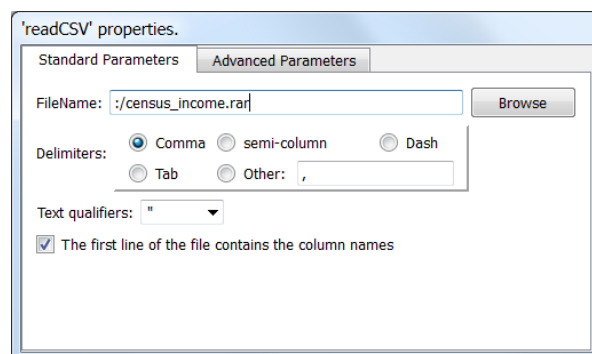 'readCSV' properties.
Standard Parameters Advanced Parameters
FileName: :/census_income.rar Browse
Delimiters: Comma semi-column Dash
Tab Other: ,
Text qualifiers: "
The first line of the file contains the column names